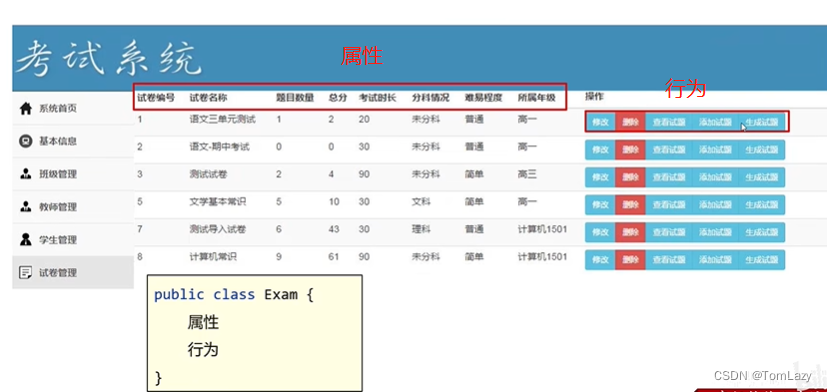 考试系统
属性
行为
试卷编号 试卷名称 题目数量 总分 考试时长 分科情况 难易程度 所属年级 操作
系统首页
1 语文三单元测试 1 2 20 未分科 普通 高一 修改 删除 查看试题 添加试题 生成试题
基本信息
2 语文-期中考试 0 0 30 未分科 普通 高一 修改 删除 查看试题 添加试题 生成试题
班级管理
3 测试试卷 2 4 90 未分科 简单 高三 修改 删除 查看试题 添加试题 生成试题
教师管理
5 文学基本常识 5 10 30 文科 简单 高一 修改 删除 查看试题 添加试题 生成试题
学生管理
7 测试导入试卷 6 43 30 理科 普通 计算机1501 修改 删除 查看试题 添加试题 生成试题
试卷管理
8 计算机常识 9 61 90 未分科 简单 计算机1501 修改 删除 查看试题 添加试题 生成试题
public class Exam {
属性
行为
}
CSDN @TomLazy